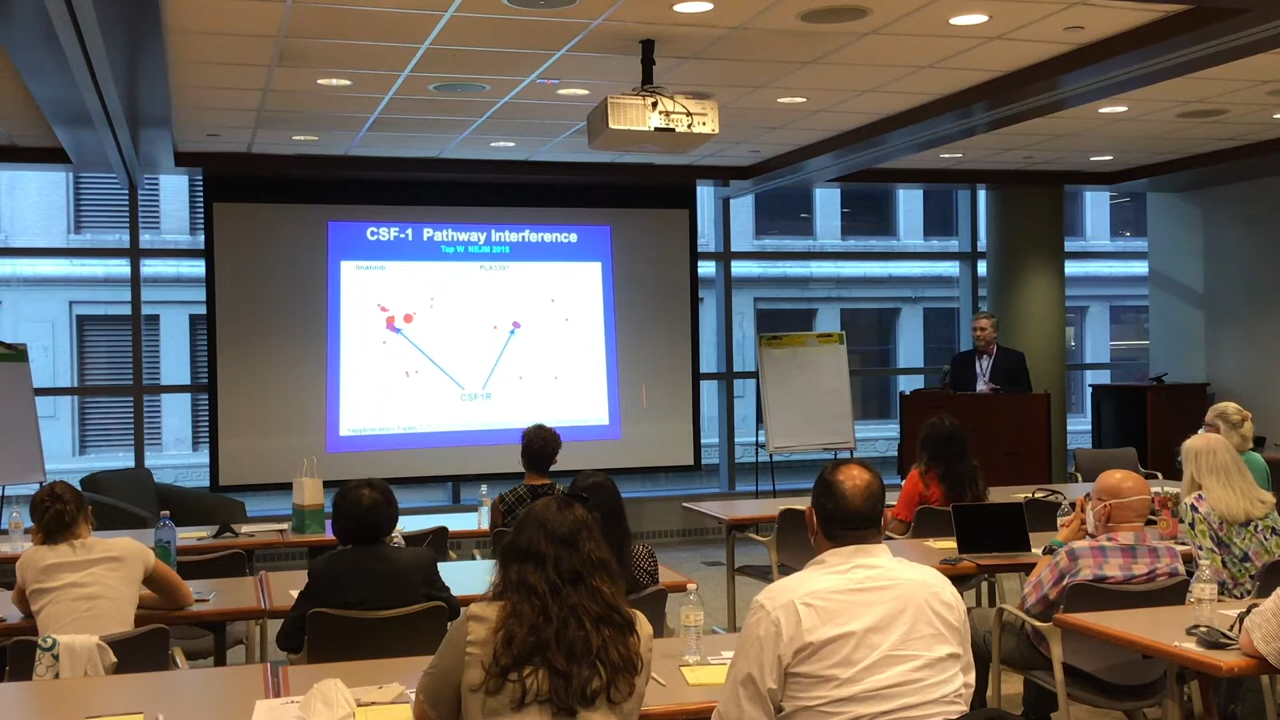 CSF-1 Pathway Interference
Tap W NEJM 2015
Imatinib
PLX3397
CSF1R